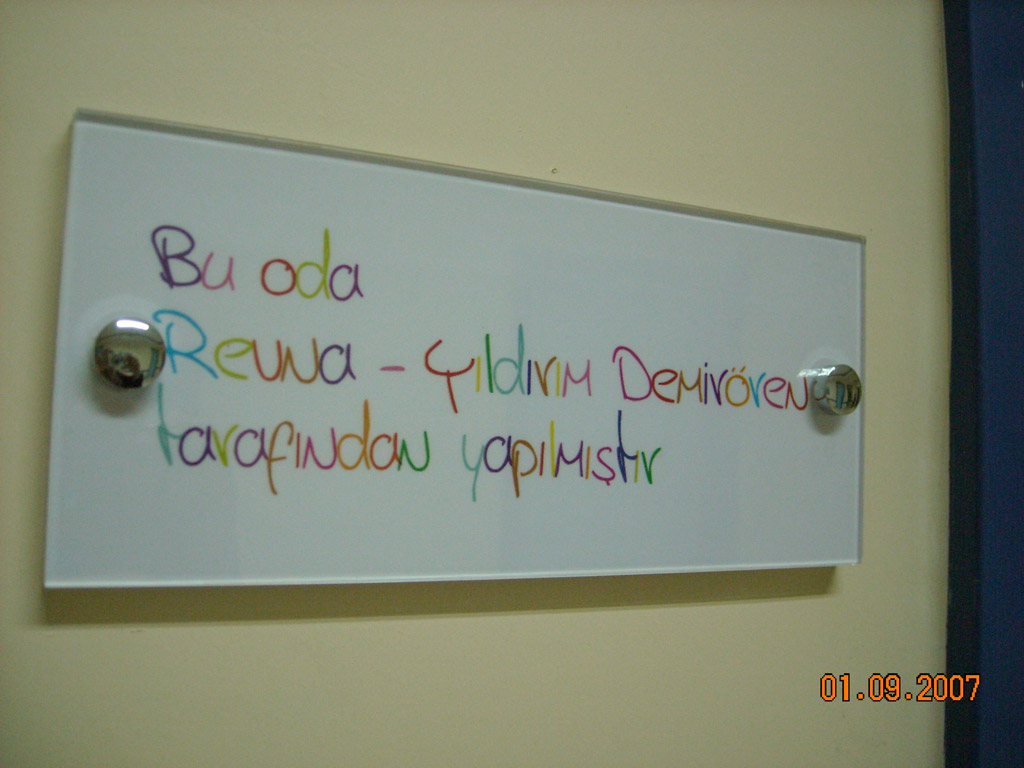 Bu oda
Revna - Yıldırım Demirören
tarafından yapılmıştır
01.09.2007